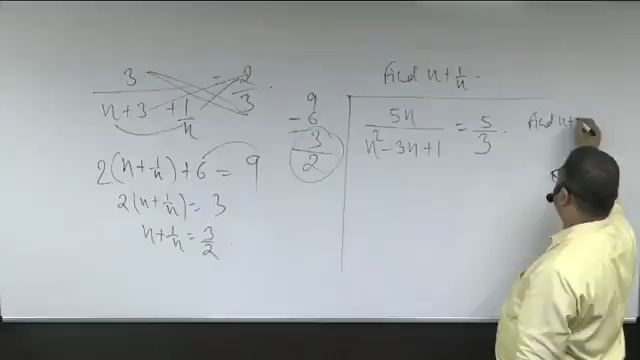 3 / (n + 3 + 1/n) = 2/3
2(n + 1/n) + 6 = 9
2(n + 1/n) = 3
n + 1/n = 3/2
9
- 6
3/2
Find n + 1/n.
5n / (n² - 3n + 1) = 5/3. Find n +